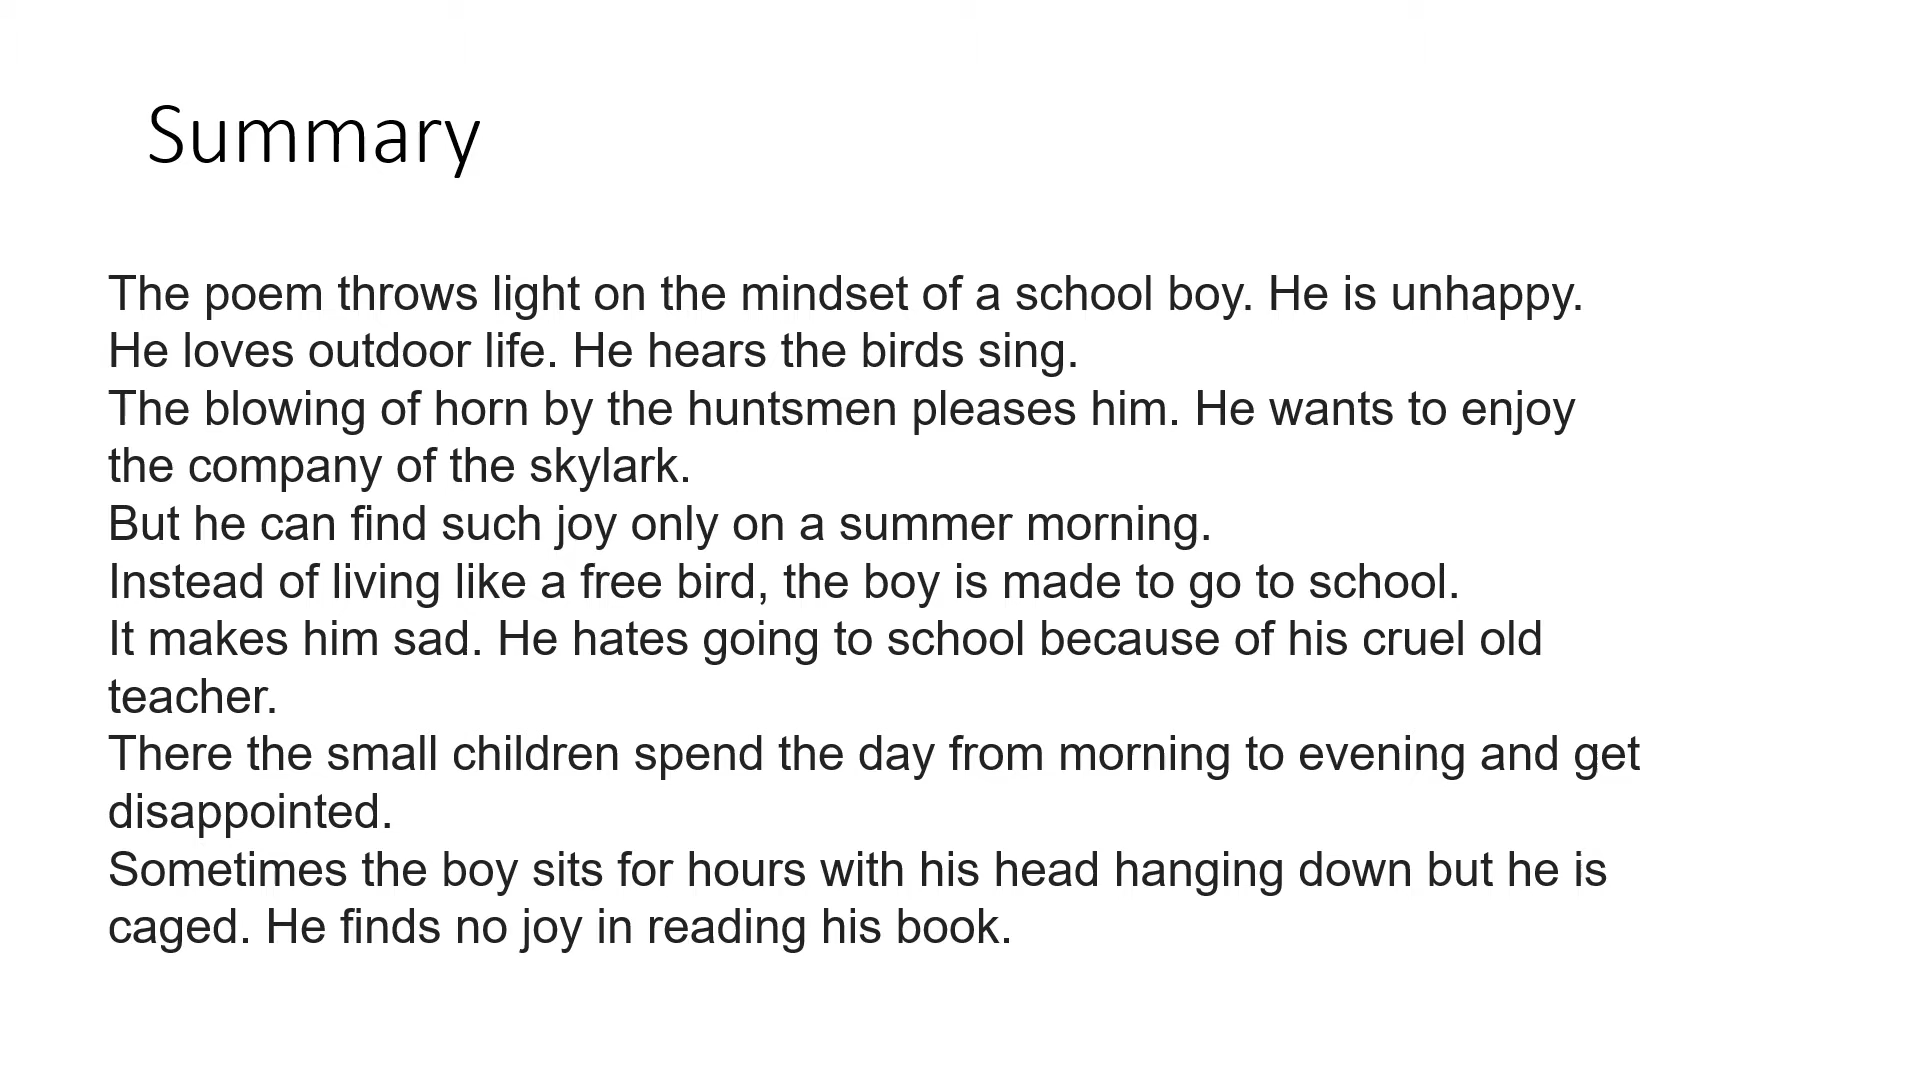 Summary
The poem throws light on the mindset of a school boy. He is unhappy.
He loves outdoor life. He hears the birds sing.
The blowing of horn by the huntsmen pleases him. He wants to enjoy
the company of the skylark.
But he can find such joy only on a summer morning.
Instead of living like a free bird, the boy is made to go to school.
It makes him sad. He hates going to school because of his cruel old
teacher.
There the small children spend the day from morning to evening and get
disappointed.
Sometimes the boy sits for hours with his head hanging down but he is
caged. He finds no joy in reading his book.